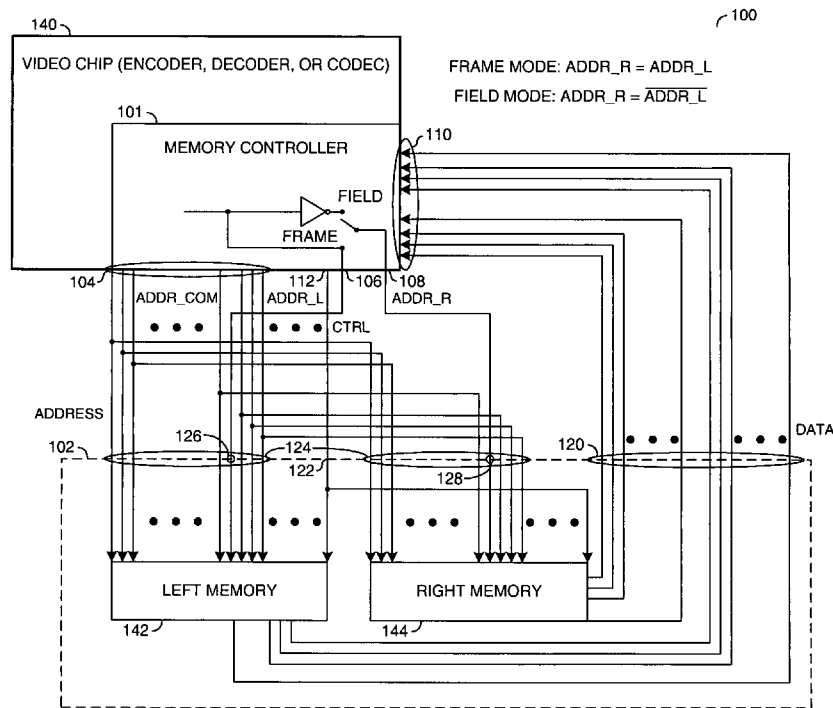 100
140
VIDEO CHIP (ENCODER, DECODER, OR CODEC)
FRAME MODE: ADDR_R = ADDR_L
FIELD MODE: ADDR_R = A̅D̅D̅R̅_̅L̅
101
110
MEMORY CONTROLLER
FIELD
FRAME
104
112
106
108
ADDR_COM
ADDR_L
ADDR_R
CTRL
ADDRESS
DATA
102
126
124
122
128
120
LEFT MEMORY
RIGHT MEMORY
142
144